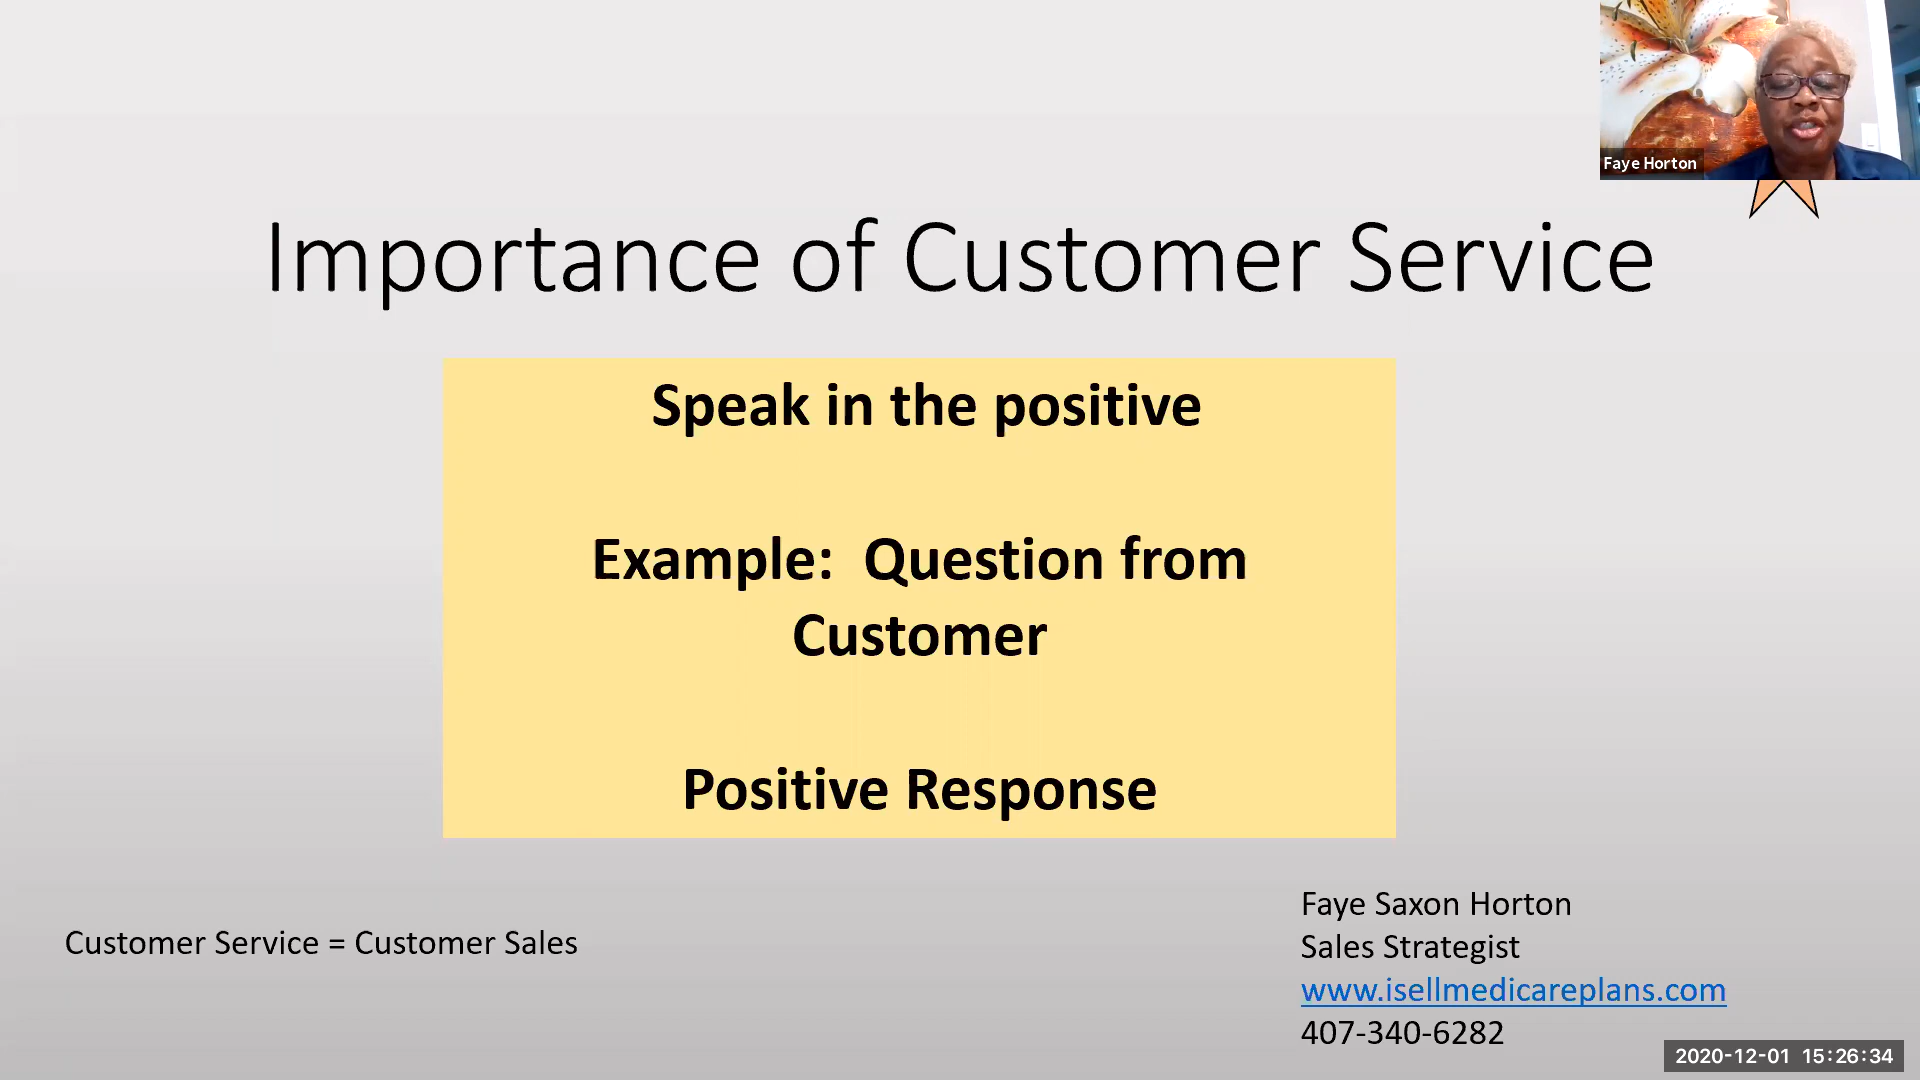 Faye Horton
Importance of Customer Service
Speak in the positive
Example:  Question from
Customer
Positive Response
Customer Service = Customer Sales
Faye Saxon Horton
Sales Strategist
www.isellmedicareplans.com
407-340-6282
2020-12-01 15:26:34